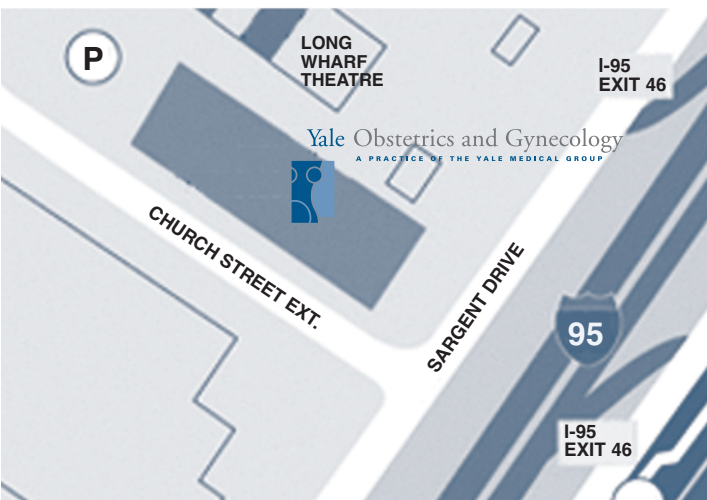 P
LONG
WHARF
THEATRE
I-95
EXIT 46
Yale Obstetrics and Gynecology
A PRACTICE OF THE YALE MEDICAL GROUP
CHURCH STREET EXT.
SARGENT DRIVE
95
I-95
EXIT 46